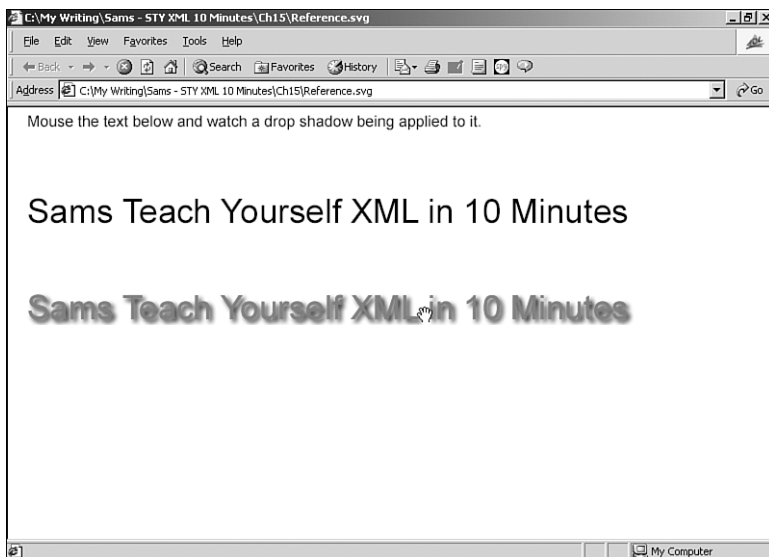 C:\My Writing\Sams - STY XML 10 Minutes\Ch15\Reference.svg
File Edit View Favorites Tools Help
Back Search Favorites History
Address C:\My Writing\Sams - STY XML 10 Minutes\Ch15\Reference.svg Go
Mouse the text below and watch a drop shadow being applied to it.
Sams Teach Yourself XML in 10 Minutes
Sams Teach Yourself XML in 10 Minutes
My Computer